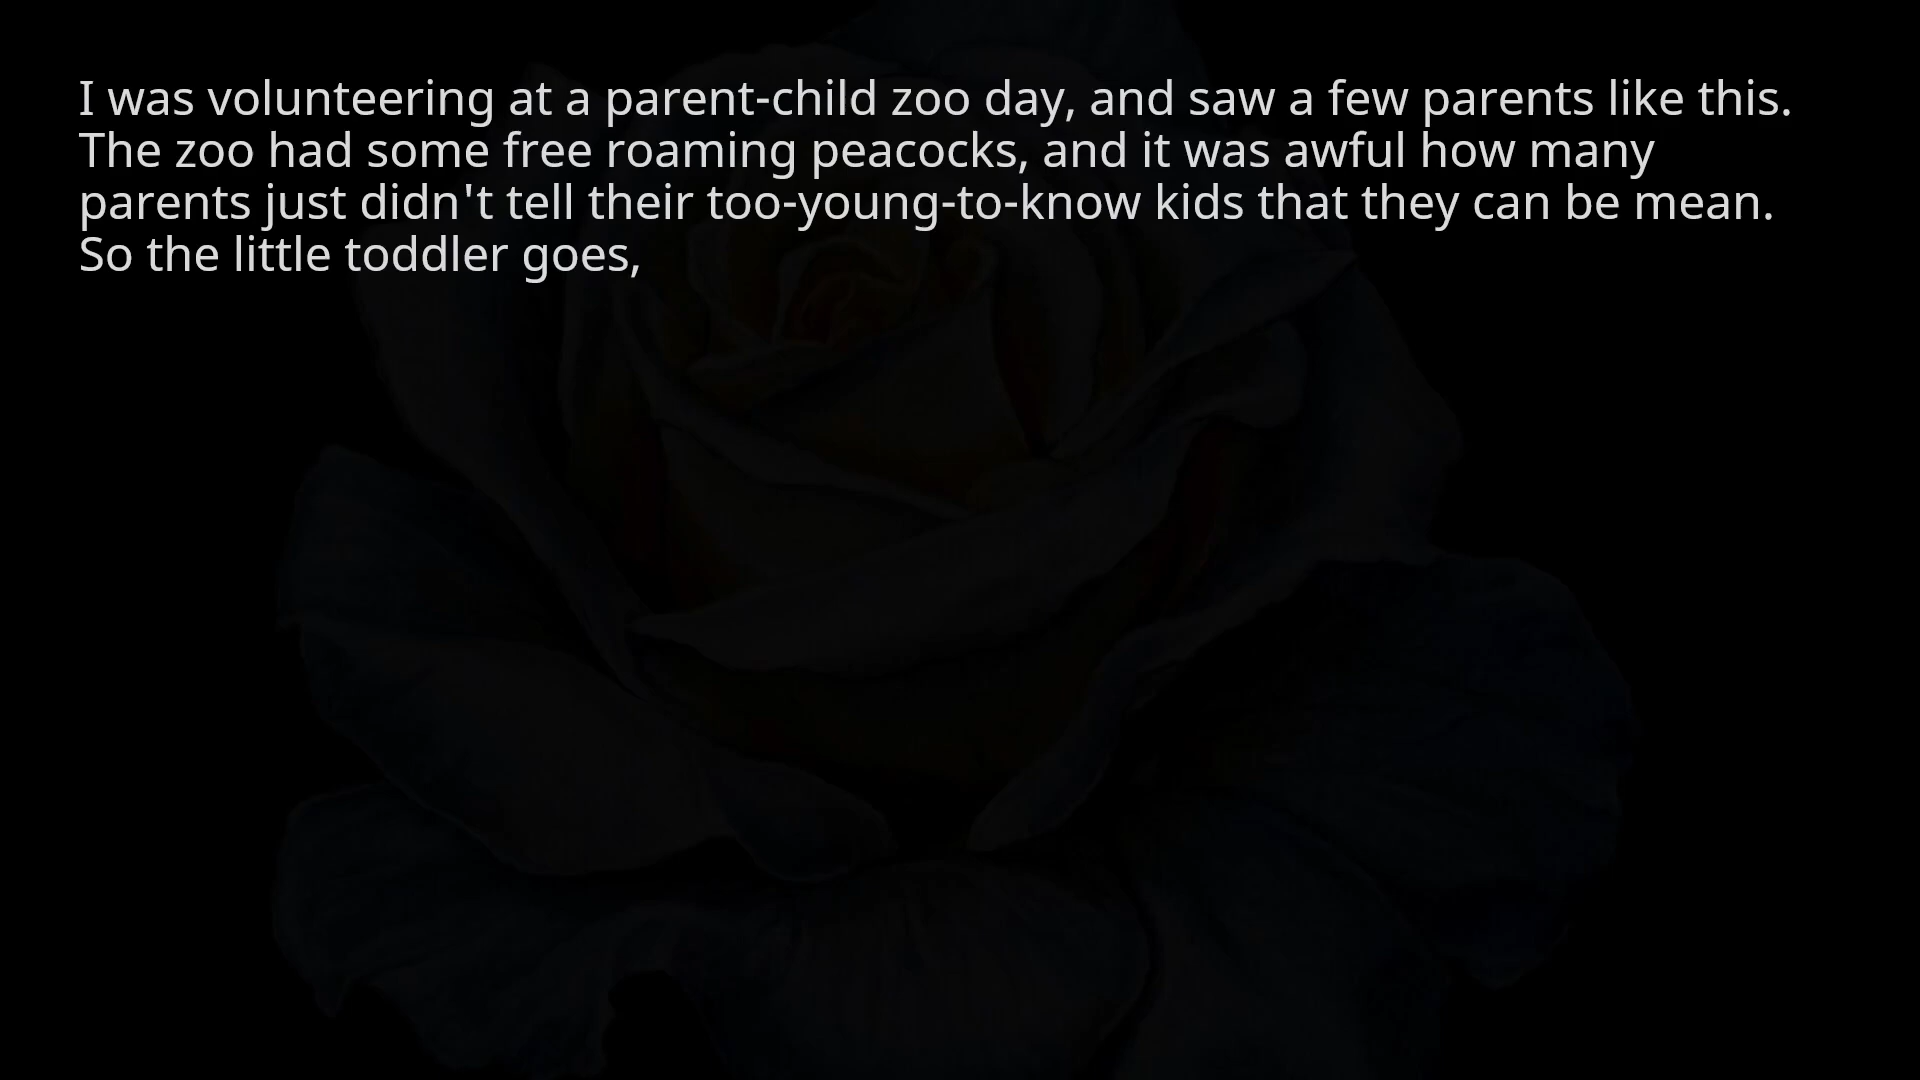 I was volunteering at a parent-child zoo day, and saw a few parents like this.
The zoo had some free roaming peacocks, and it was awful how many
parents just didn't tell their too-young-to-know kids that they can be mean.
So the little toddler goes,